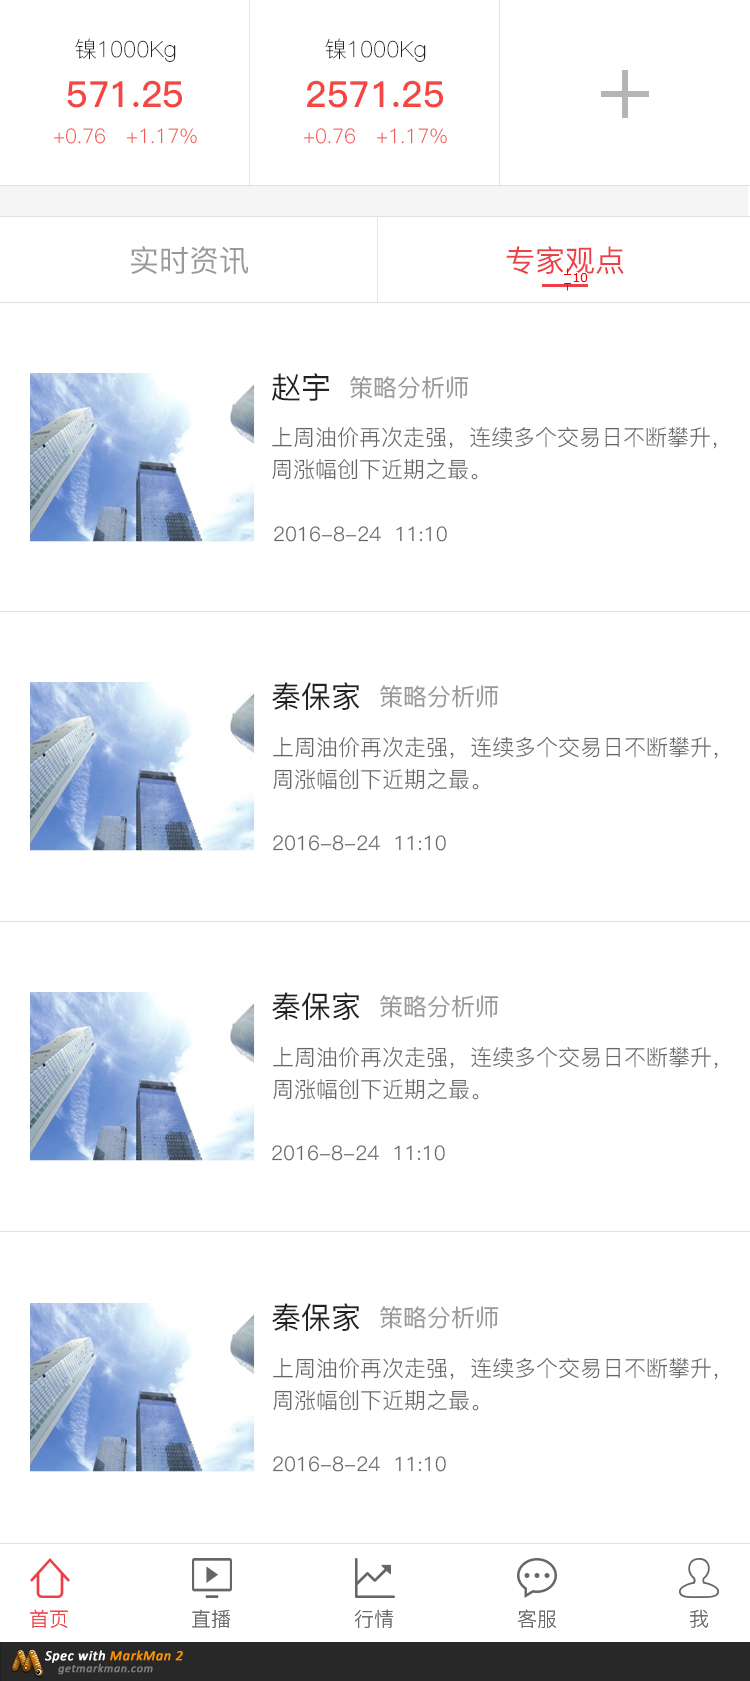 镍1000Kg 镍1000Kg
571.25 2571.25
+0.76 +1.17% +0.76 +1.17%
实时资讯 专家观点
10
赵宇 策略分析师
上周油价再次走强，连续多个交易日不断攀升，
周涨幅创下近期之最。
2016-8-24 11:10
秦保家 策略分析师
上周油价再次走强，连续多个交易日不断攀升，
周涨幅创下近期之最。
2016-8-24 11:10
秦保家 策略分析师
上周油价再次走强，连续多个交易日不断攀升，
周涨幅创下近期之最。
2016-8-24 11:10
秦保家 策略分析师
上周油价再次走强，连续多个交易日不断攀升，
周涨幅创下近期之最。
2016-8-24 11:10
首页 直播 行情 客服 我
Spec with MarkMan 2
getmarkman.com